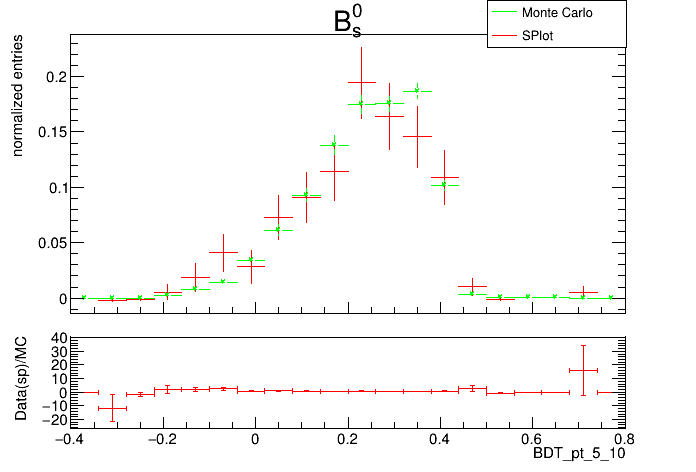 B_s^0
Monte Carlo
SPlot
normalized entries
0.2
0.15
0.1
0.05
0
Data(sp)/MC
40
30
20
10
0
−10
−20
−0.4 −0.2 0 0.2 0.4 0.6 0.8
BDT_pt_5_10